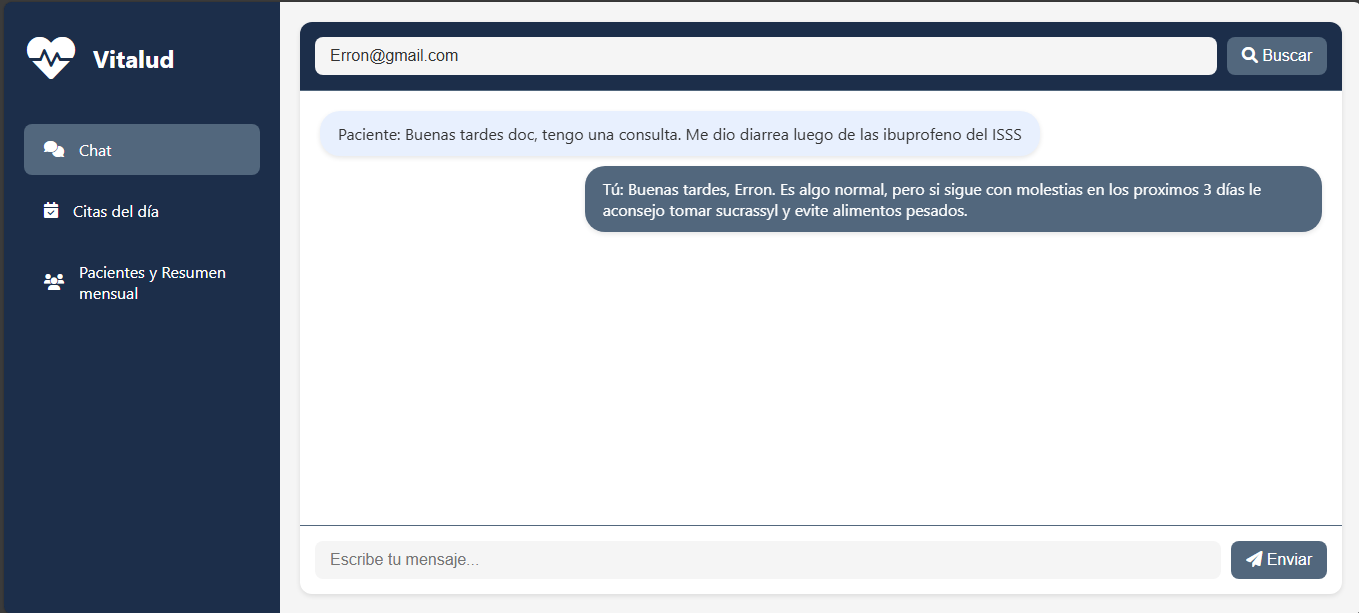 Vitalud
Chat
Citas del día
Pacientes y Resumen
mensual
Erron@gmail.com
Buscar
Paciente: Buenas tardes doc, tengo una consulta. Me dio diarrea luego de las ibuprofeno del ISSS
Tú: Buenas tardes, Erron. Es algo normal, pero si sigue con molestias en los proximos 3 días le
aconsejo tomar sucrassyl y evite alimentos pesados.
Escribe tu mensaje...
Enviar